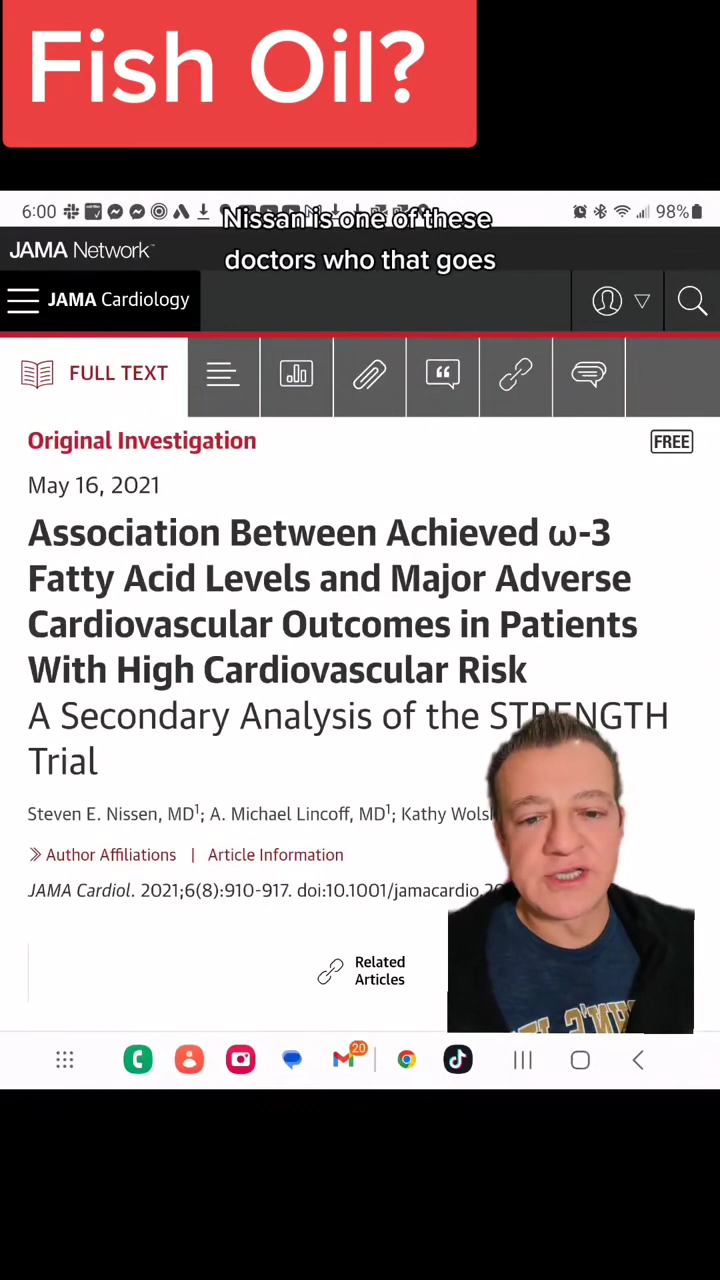 Fish Oil?
6:00
98%
Nissan is one of these
doctors who that goes
JAMA Network
JAMA Cardiology
FULL TEXT
Original Investigation
FREE
May 16, 2021
Association Between Achieved ω-3
Fatty Acid Levels and Major Adverse
Cardiovascular Outcomes in Patients
With High Cardiovascular Risk
A Secondary Analysis of the STRENGTH
Trial
Steven E. Nissen, MD1; A. Michael Lincoff, MD1; Kathy
Author Affiliations | Article Information
JAMA Cardiol. 2021;6(8):910-917. doi:10.1001/jamacardio.
Related
Articles
20